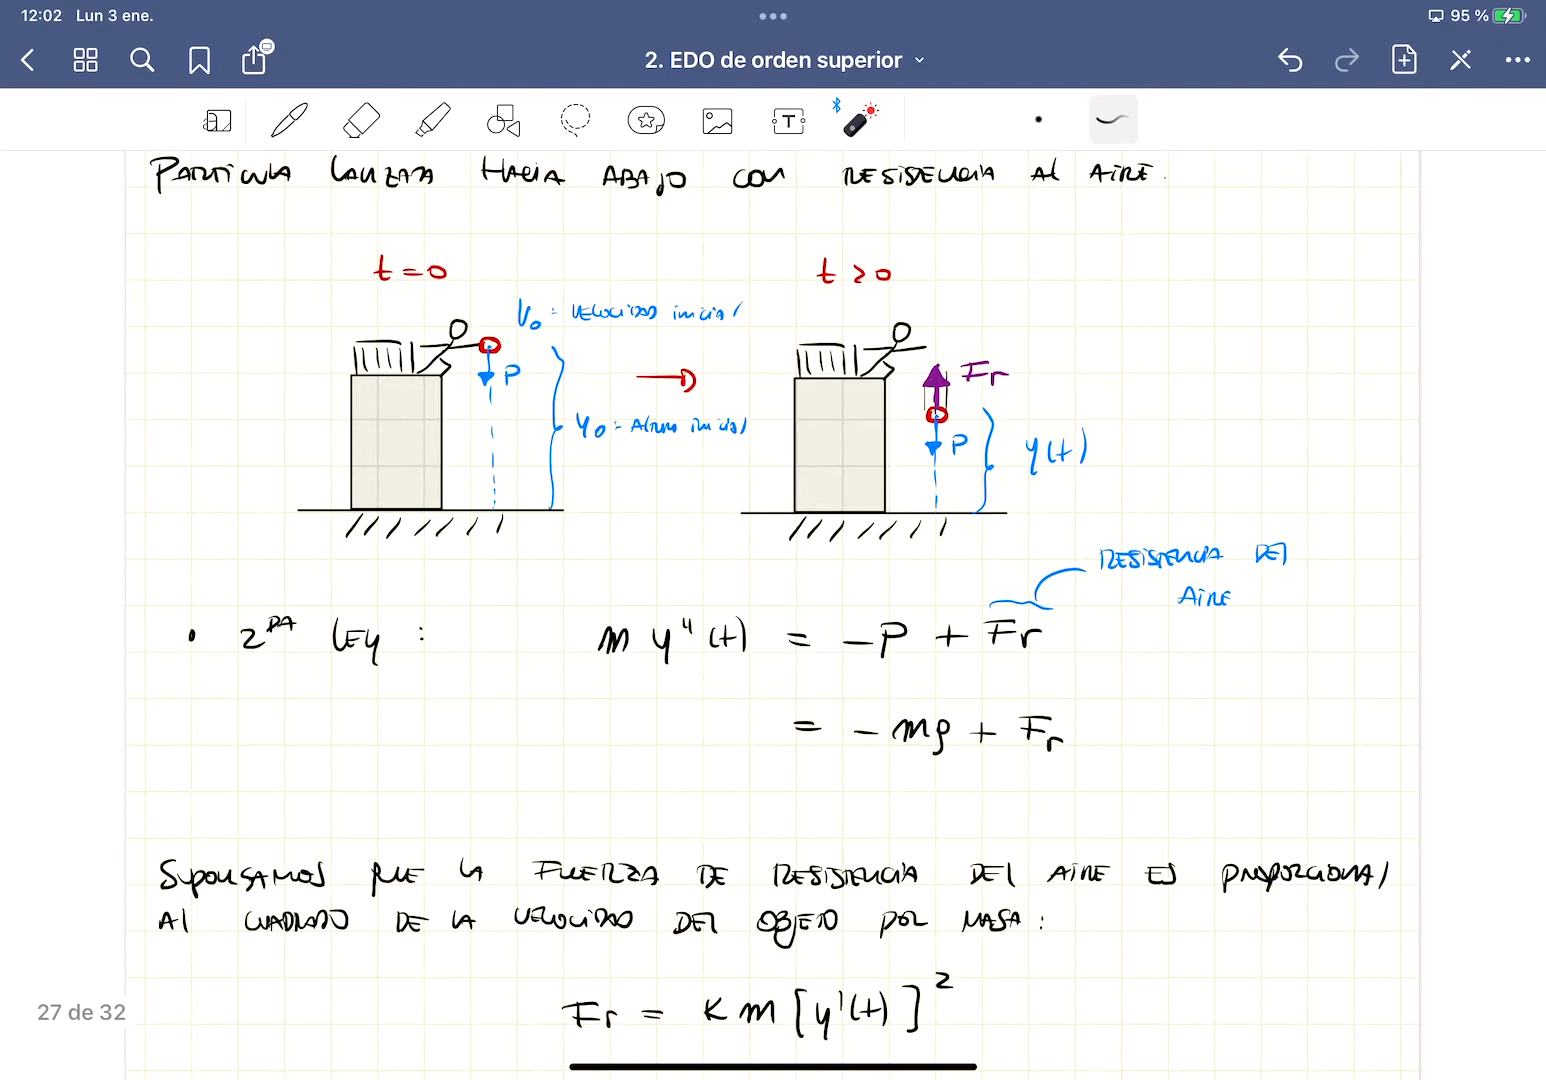 12:02 Lun 3 ene.
95 %
2. EDO de orden superior
T
PARTÍCULA LANZADA HACIA ABAJO CON RESISTENCIA AL AIRE.
t = 0
t ≥ 0
V₀ = VELOCIDAD inicial
Fr
P
y₀ = Altura inicial
P
y(t)
RESISTENCIA DEL
AIRE
• 2DA LEY : m y''(t) = -P + Fr
= -mg + Fr
SUPONGAMOS QUE LA FUERZA DE RESISTENCIA DEL AIRE ES PROPORCIONAL
AL CUADRADO DE LA VELOCIDAD DEL OBJETO POR MASA :
27 de 32
Fr = K m [y'(t)]²